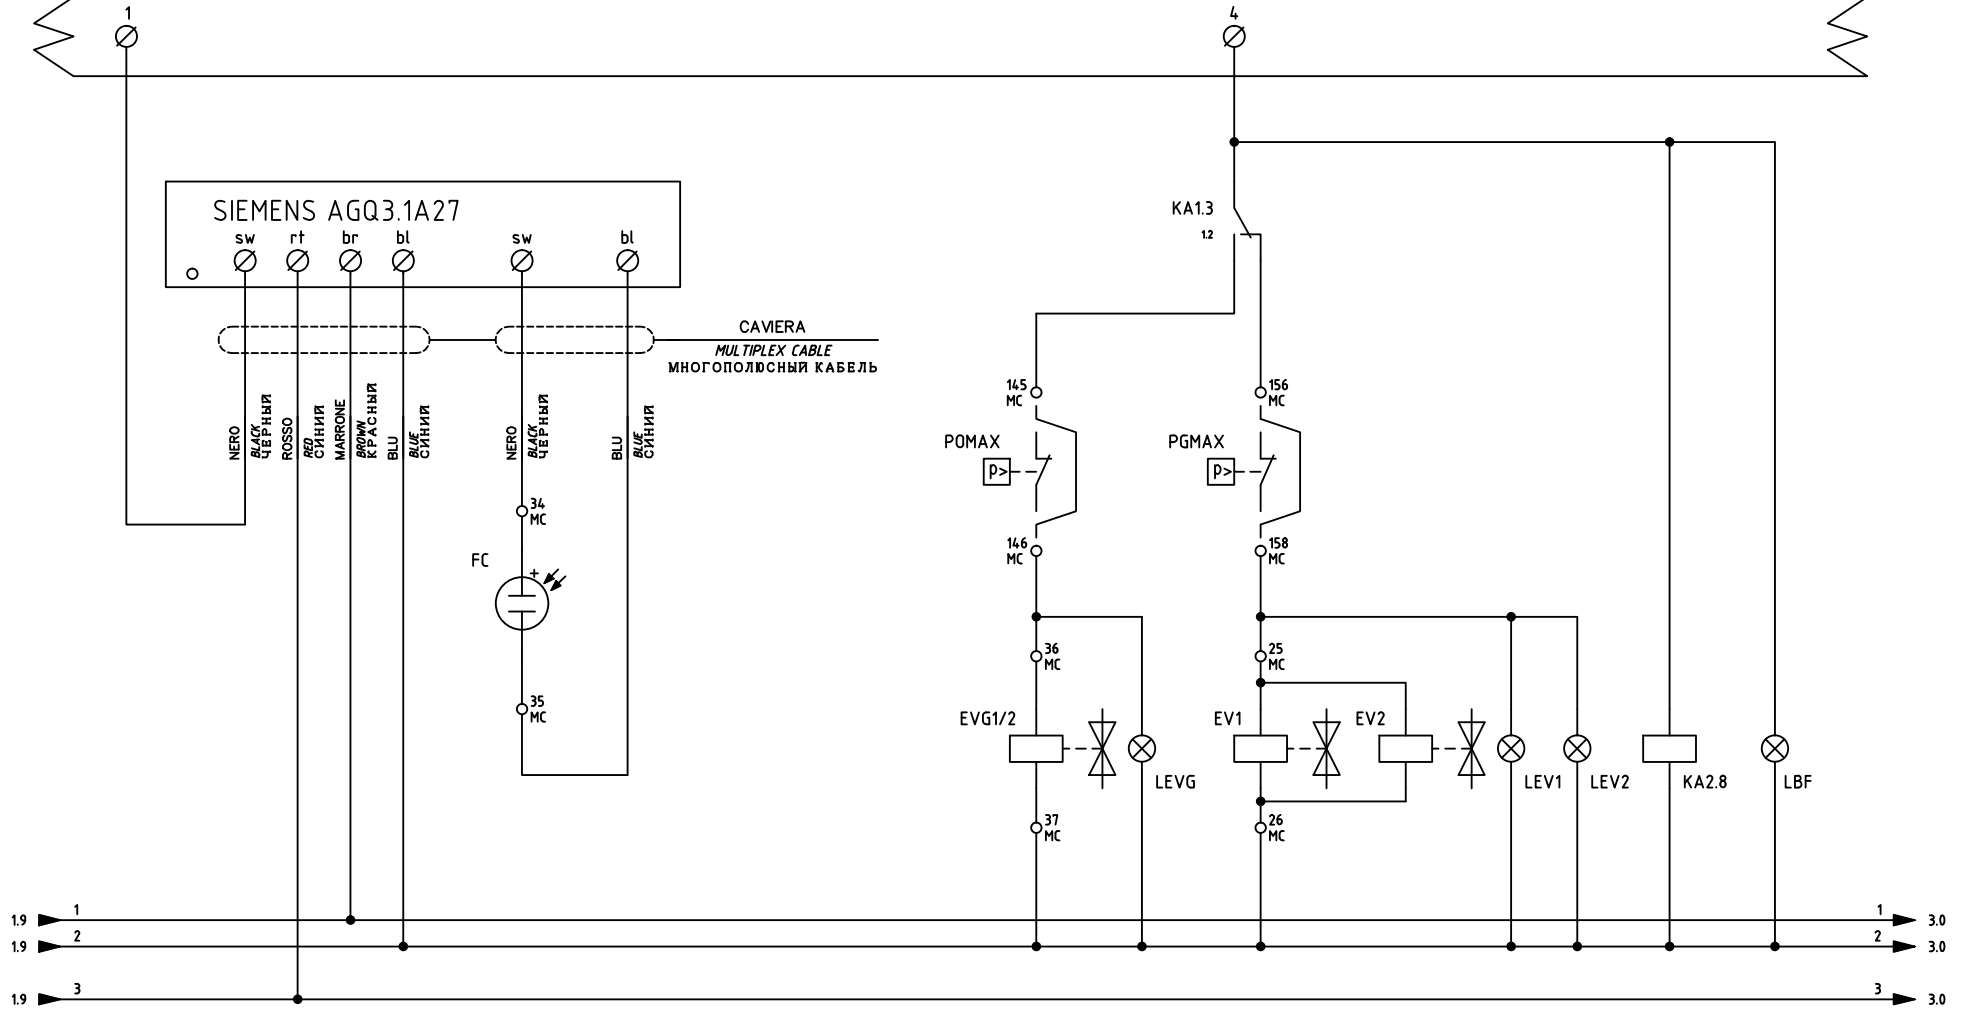 1
4
SIEMENS AGQ3.1A27
sw rt br bl sw bl
KA1.3
1.2
CAVIERA
MULTIPLEX CABLE
МНОГОПОЛЮСНЫЙ КАБЕЛЬ
NERO
BLACK
ЧЕРНЫЙ
ROSSO
RED
СИНИЙ
MARRONE
BROWN
КРАСНЫЙ
BLU
BLUE
СИНИЙ
NERO
BLACK
ЧЕРНЫЙ
BLU
BLUE
СИНИЙ
145
MC
156
MC
POMAX
P>
PGMAX
P>
34
MC
146
MC
158
MC
FC
+
36
MC
25
MC
35
MC
EVG1/2
EV1
EV2
LEVG
LEV1
LEV2
KA2.8
LBF
37
MC
26
MC
1.9 1 1 3.0
1.9 2 2 3.0
1.9 3 3 3.0